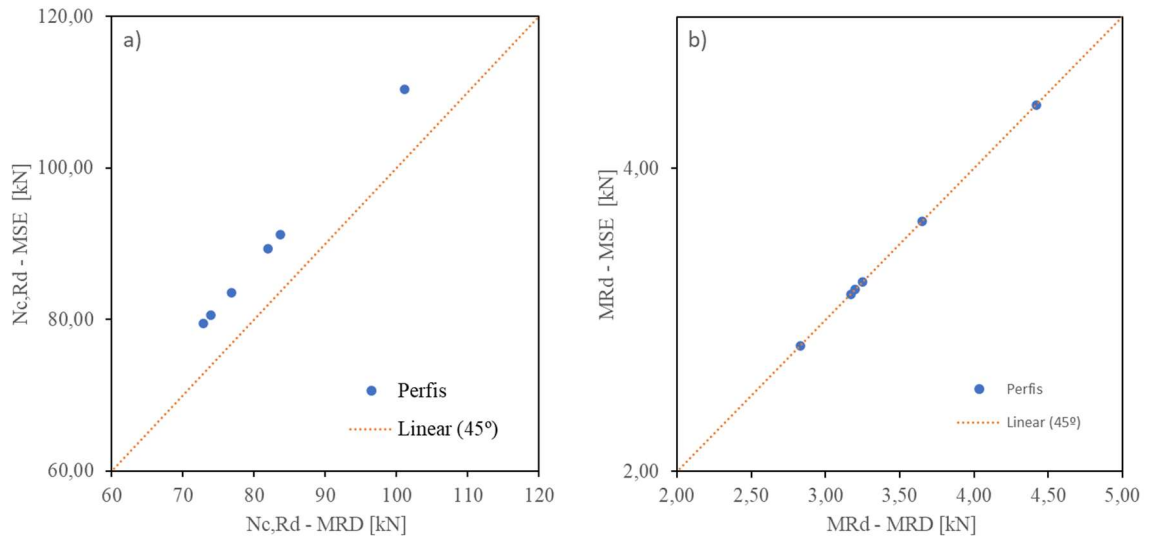 a)
120,00
100,00
80,00
60,00
Nc,Rd - MSE [kN]
Perfis
Linear (45º)
60 70 80 90 100 110 120
Nc,Rd - MRD [kN]
b)
4,00
2,00
MRd - MSE [kN]
Perfis
Linear (45º)
2,00 2,50 3,00 3,50 4,00 4,50 5,00
MRd - MRD [kN]